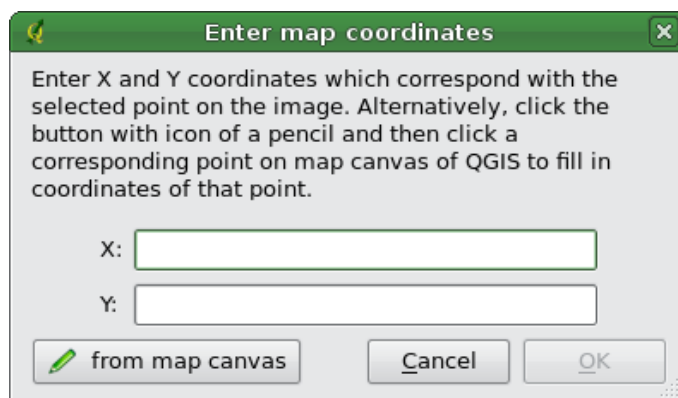 Enter map coordinates
Enter X and Y coordinates which correspond with the
selected point on the image. Alternatively, click the
button with icon of a pencil and then click a
corresponding point on map canvas of QGIS to fill in
coordinates of that point.
X:
Y:
from map canvas
Cancel
OK